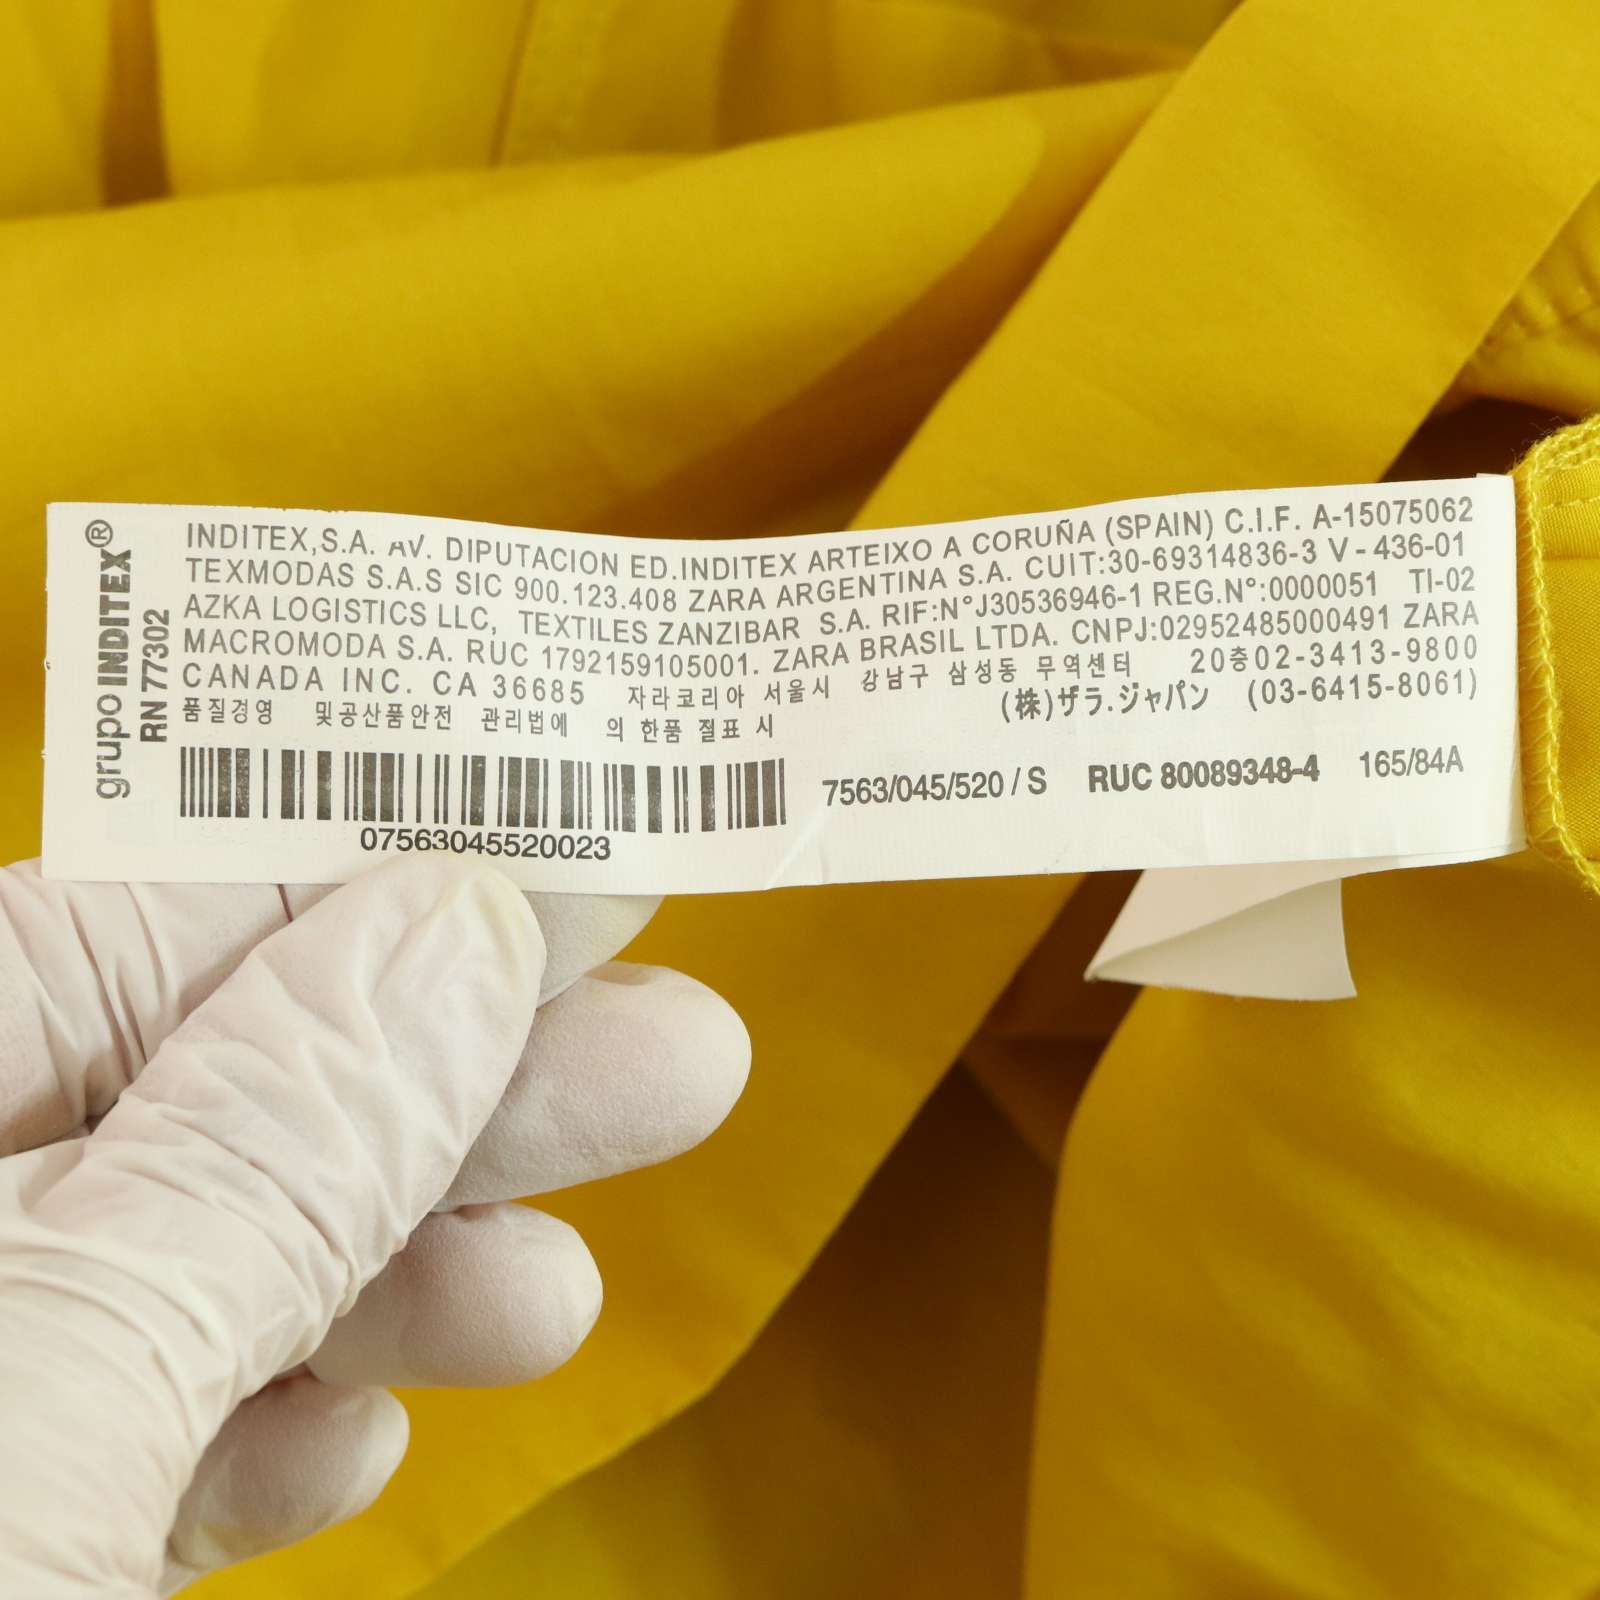 grupo INDITEX®
RN 77302
INDITEX,S.A. AV. DIPUTACION ED.INDITEX ARTEIXO A CORUÑA (SPAIN) C.I.F. A-15075062
TEXMODAS S.A.S SIC 900.123.408 ZARA ARGENTINA S.A. CUIT:30-69314836-3 V-436-01
AZKA LOGISTICS LLC, TEXTILES ZANZIBAR S.A. RIF:N°J30536946-1 REG.N°:0000051 TI-02
MACROMODA S.A. RUC 1792159105001. ZARA BRASIL LTDA. CNPJ:02952485000491 ZARA
CANADA INC. CA 36685 자라코리아 서울시 강남구 삼성동 무역센터 20층02-3413-9800
품질경영 및공산품안전 관리법에 의 한품 절표 시 (株)ザラ.ジャパン (03-6415-8061)
7563/045/520 / S RUC 80089348-4 165/84A
07563045520023